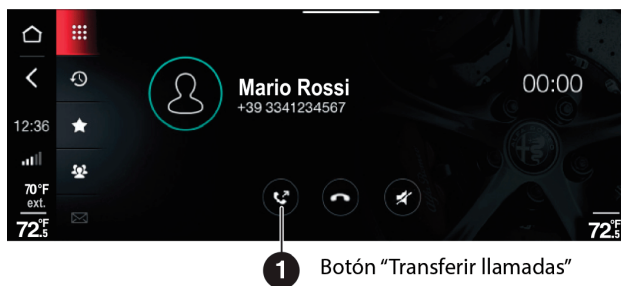 Mario Rossi
+39 3341234567
00:00
12:36
70°F
ext.
72.5°F
72.5°F
1 Botón "Transferir llamadas"